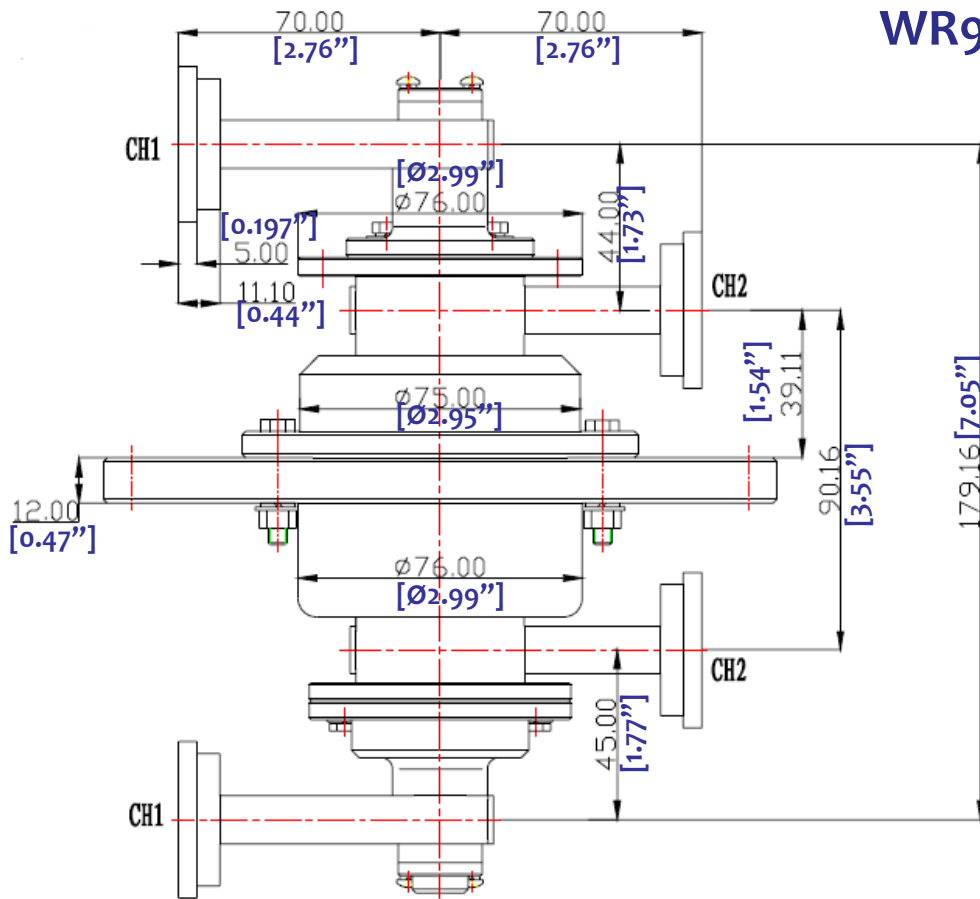 70.00
[2.76”]
70.00
[2.76”]
WR9
CH1
[Ø2.99”]
Ø76.00
44.00
[1.73”]
[0.197”]
5.00
11.10
[0.44”]
CH2
[1.54”]
39.11
Ø75.00
[Ø2.95”]
90.16
[3.55”]
179.16
[7.05”]
12.00
[0.47”]
Ø76.00
[Ø2.99”]
CH2
45.00
[1.77”]
CH1